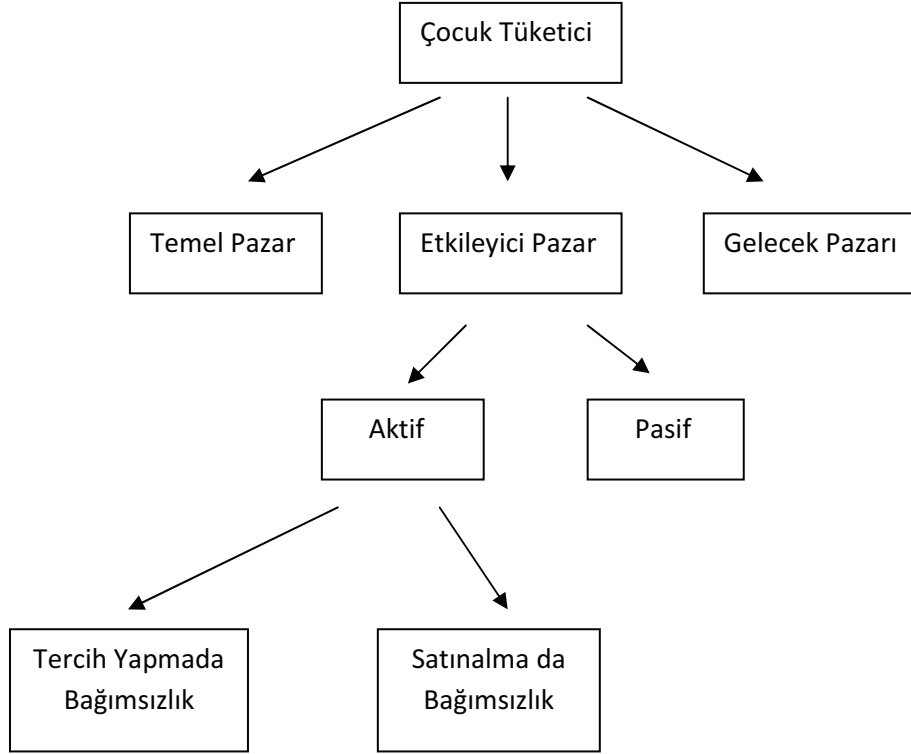 Çocuk Tüketici
Temel Pazar
Etkileyici Pazar
Gelecek Pazarı
Aktif
Pasif
Tercih Yapmada
Bağımsızlık
Satınalma da
Bağımsızlık